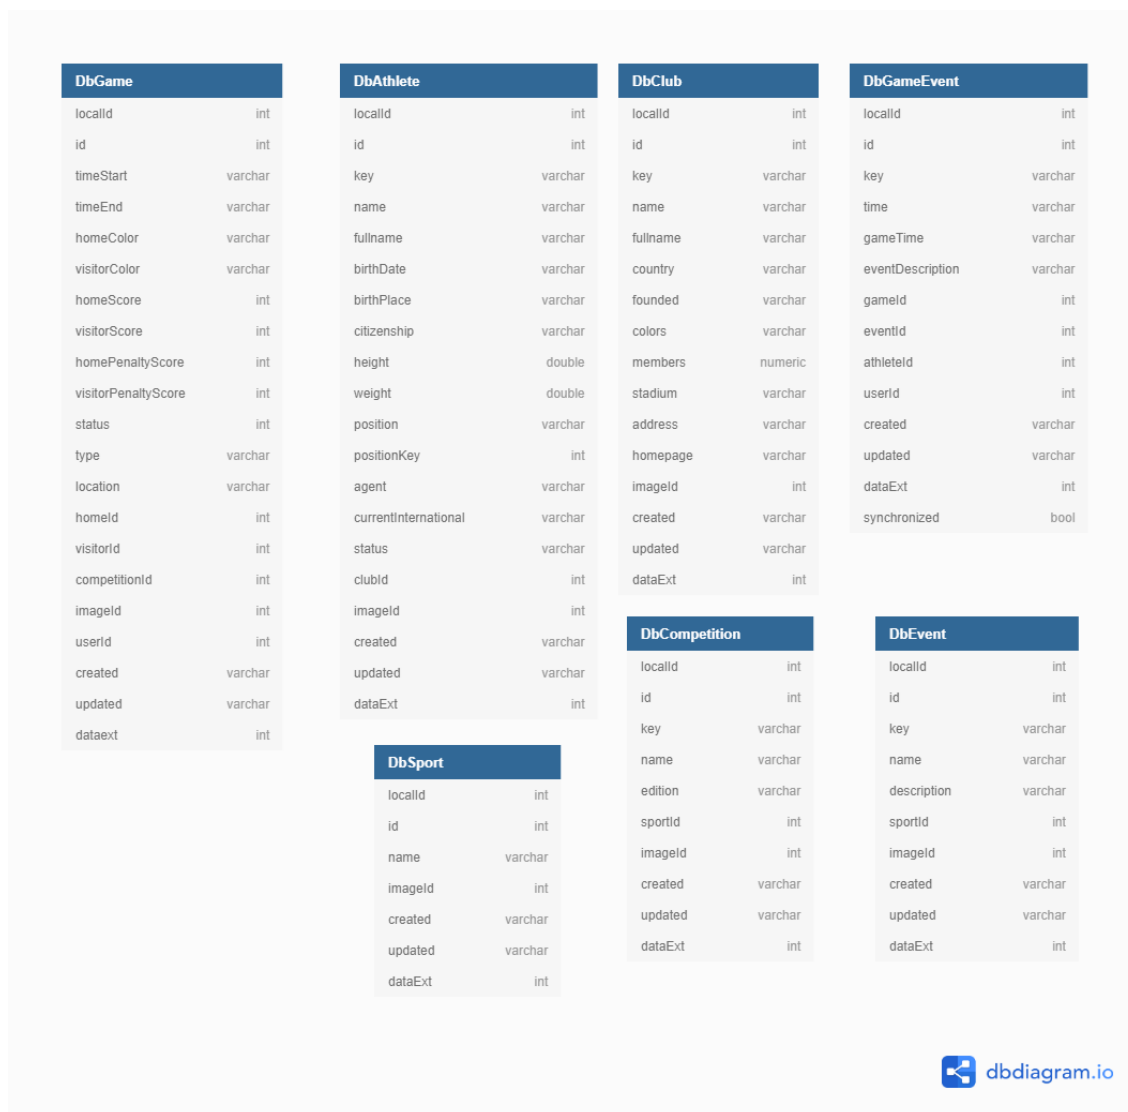 DbGame
localId int
id int
timeStart varchar
timeEnd varchar
homeColor varchar
visitorColor varchar
homeScore int
visitorScore int
homePenaltyScore int
visitorPenaltyScore int
status int
type varchar
location varchar
homeId int
visitorId int
competitionId int
imageId int
userId int
created varchar
updated varchar
dataext int
DbAthlete
localId int
id int
key varchar
name varchar
fullname varchar
birthDate varchar
birthPlace varchar
citizenship varchar
height double
weight double
position varchar
positionKey int
agent varchar
currentInternational varchar
status varchar
clubId int
imageId int
created varchar
updated varchar
dataExt int
DbClub
localId int
id int
key varchar
name varchar
fullname varchar
country varchar
founded varchar
colors varchar
members numeric
stadium varchar
address varchar
homepage varchar
imageId int
created varchar
updated varchar
dataExt int
DbGameEvent
localId int
id int
key varchar
time varchar
gameTime varchar
eventDescription varchar
gameId int
eventId int
athleteId int
userId int
created varchar
updated varchar
dataExt int
synchronized bool
DbSport
localId int
id int
name varchar
imageId int
created varchar
updated varchar
dataExt int
DbCompetition
localId int
id int
key varchar
name varchar
edition varchar
sportId int
imageId int
created varchar
updated varchar
dataExt int
DbEvent
localId int
id int
key varchar
name varchar
description varchar
sportId int
imageId int
created varchar
updated varchar
dataExt int
dbdiagram.io